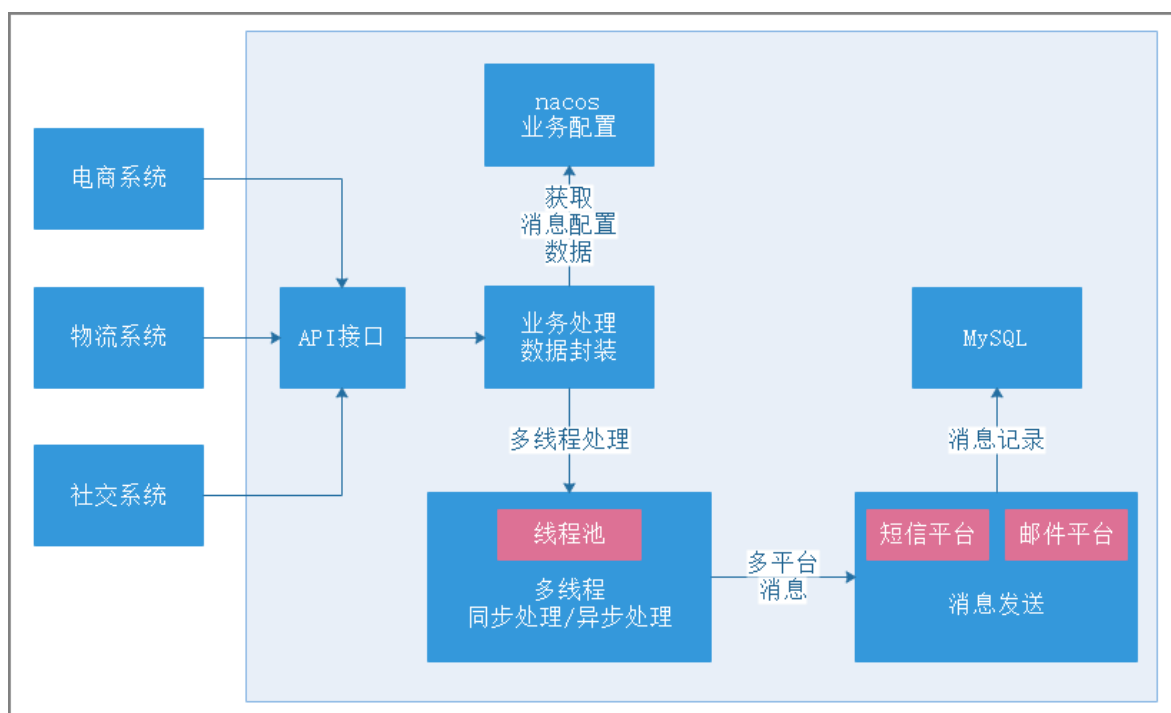 nacos
业务配置
电商系统
获取
消息配置
数据
物流系统
API接口
业务处理
数据封装
MySQL
多线程处理
消息记录
社交系统
线程池
多线程
同步处理/异步处理
多平台
消息
短信平台
邮件平台
消息发送